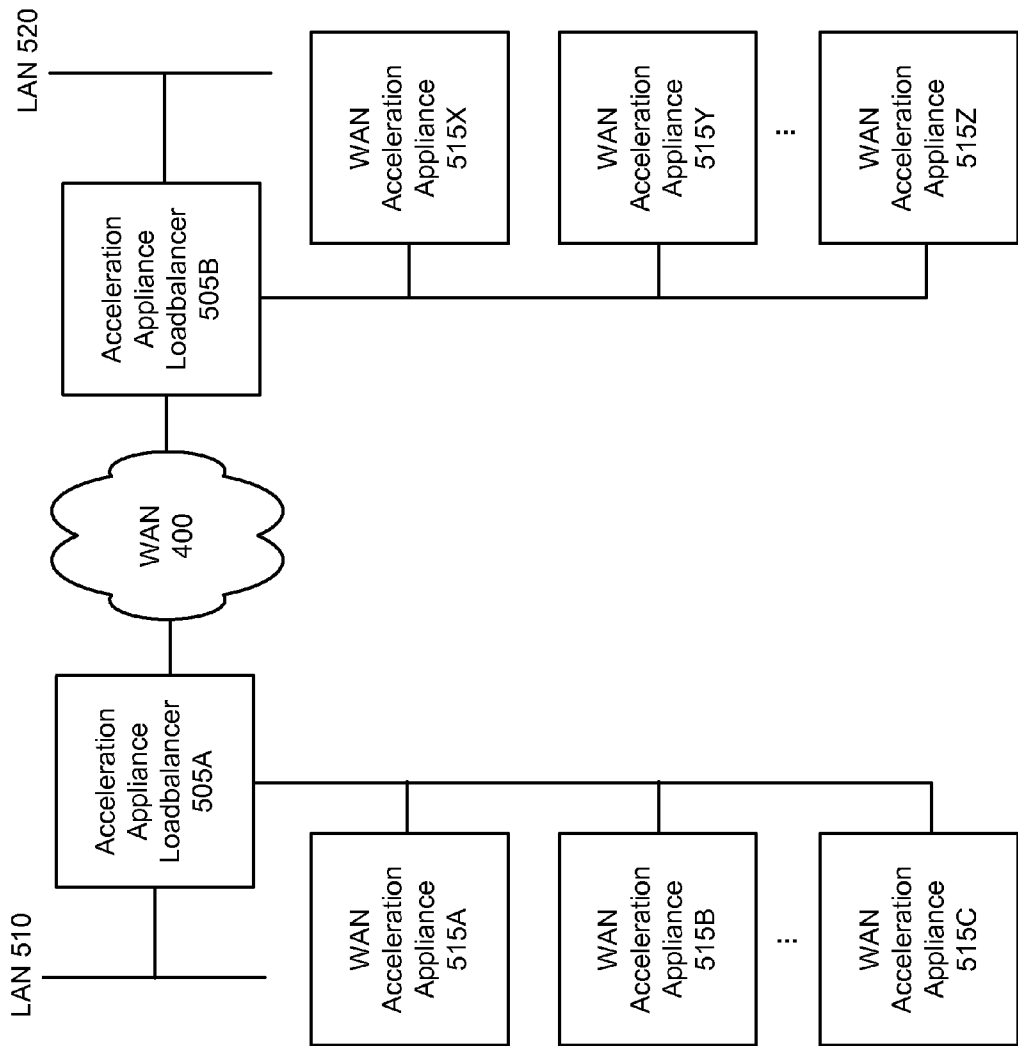 LAN 510
Acceleration
Appliance
Loadbalancer
505A
WAN
400
Acceleration
Appliance
Loadbalancer
505B
LAN 520
WAN
Acceleration
Appliance
515A
WAN
Acceleration
Appliance
515X
WAN
Acceleration
Appliance
515B
WAN
Acceleration
Appliance
515Y
...
...
WAN
Acceleration
Appliance
515C
WAN
Acceleration
Appliance
515Z